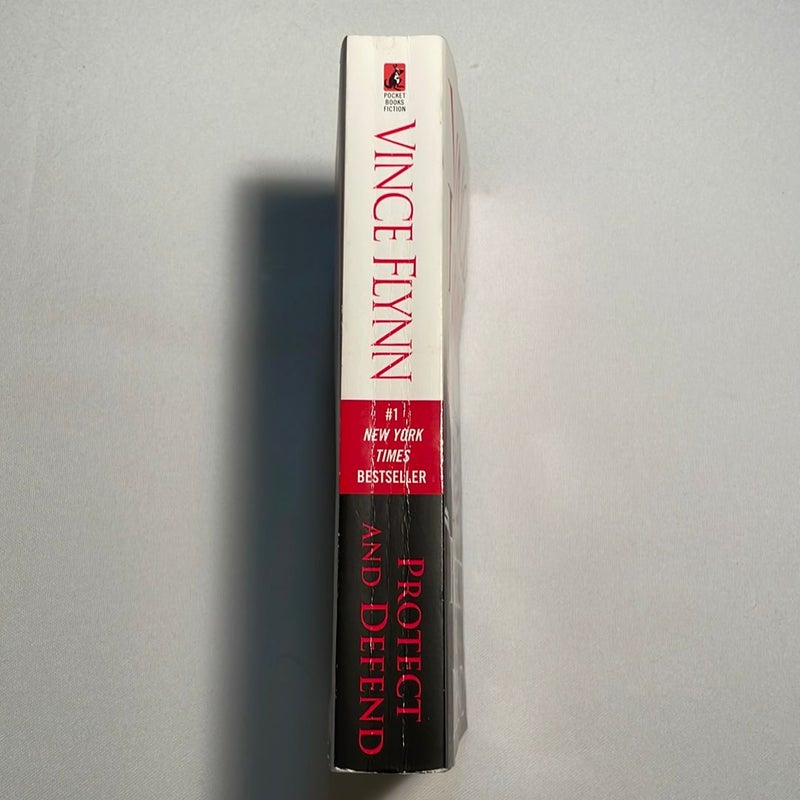 POCKET
BOOKS
FICTION
VINCE FLYNN
#1
NEW YORK
TIMES
BESTSELLER
PROTECT
AND DEFEND